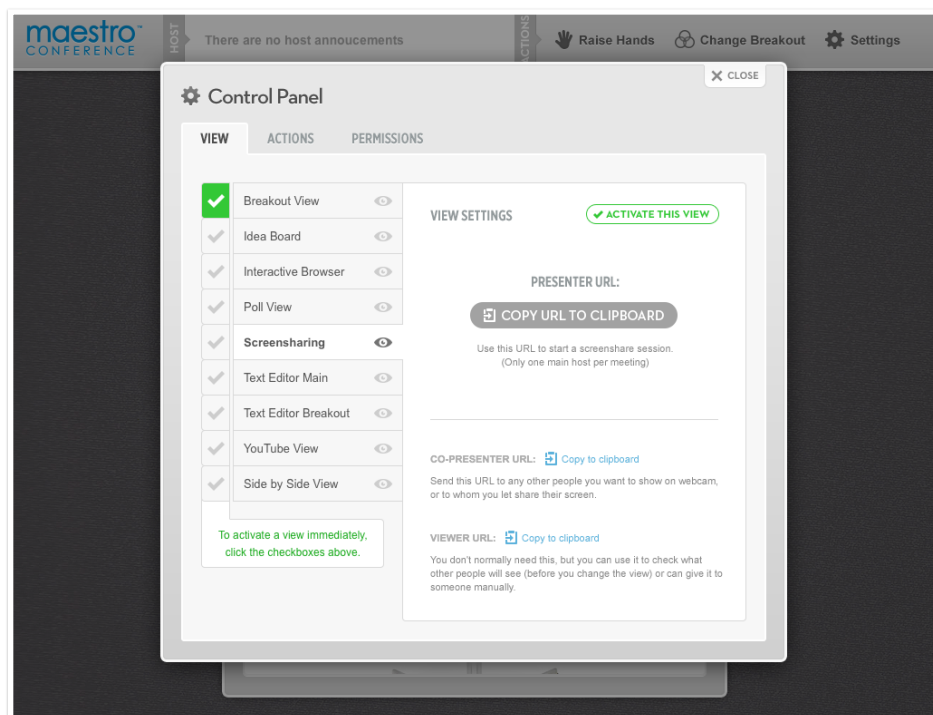 maestro™
CONFERENCE
HOST
There are no host annoucements
ACTIONS
Raise Hands
Change Breakout
Settings
CLOSE
Control Panel
VIEW
ACTIONS
PERMISSIONS
Breakout View
Idea Board
Interactive Browser
Poll View
Screensharing
Text Editor Main
Text Editor Breakout
YouTube View
Side by Side View
To activate a view immediately,
click the checkboxes above.
VIEW SETTINGS
ACTIVATE THIS VIEW
PRESENTER URL:
COPY URL TO CLIPBOARD
Use this URL to start a screenshare session.
(Only one main host per meeting)
CO-PRESENTER URL: Copy to clipboard
Send this URL to any other people you want to show on webcam,
or to whom you let share their screen.
VIEWER URL: Copy to clipboard
You don't normally need this, but you can use it to check what
other people will see (before you change the view) or can give it to
someone manually.